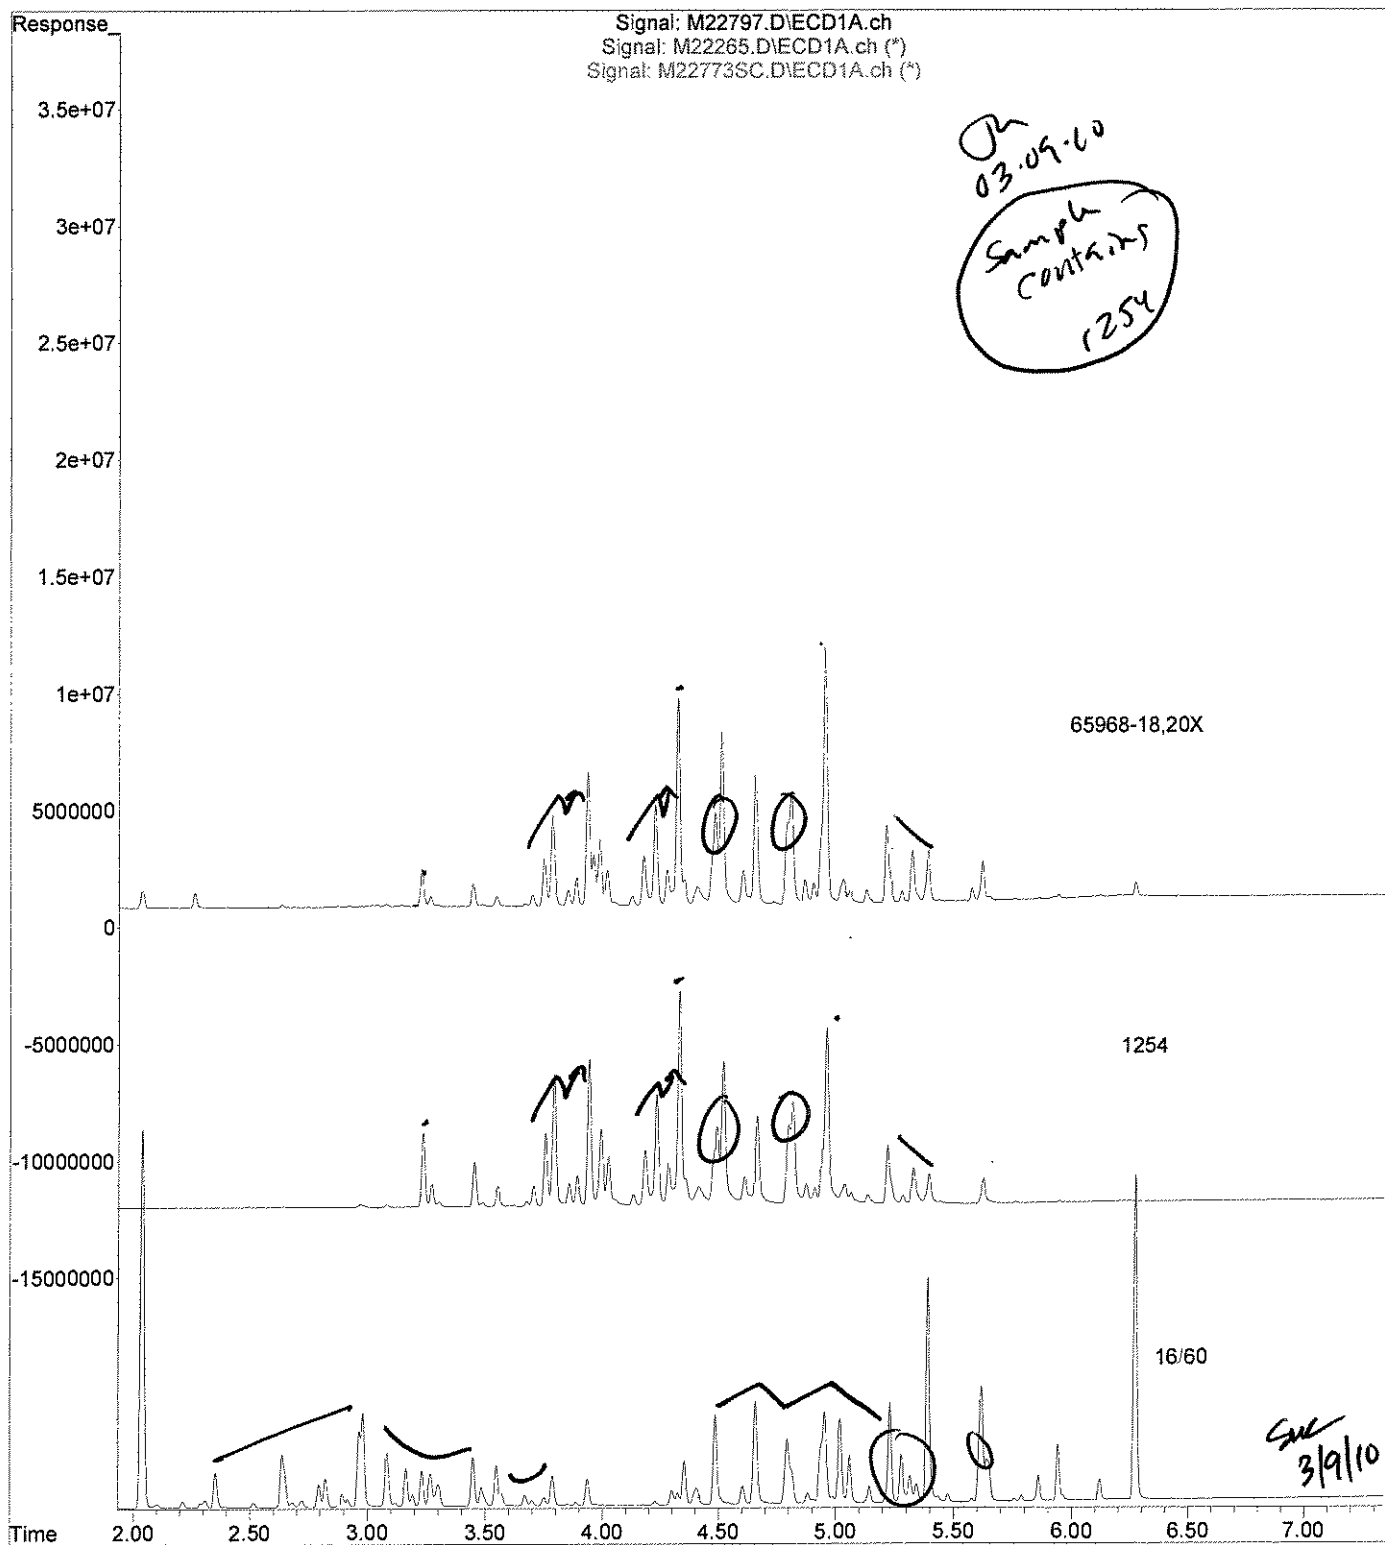 Response
Signal: M22797.D\ECD1A.ch
Signal: M22265.D\ECD1A.ch (*)
Signal: M22773SC.D\ECD1A.ch (*)
3.5e+07
03.09.10
3e+07
Sample
contains
2.5e+07
1254
2e+07
1.5e+07
1e+07
65968-18,20X
5000000
0
-5000000
1254
-10000000
-15000000
16/60
3/9/10
Time
2.00 2.50 3.00 3.50 4.00 4.50 5.00 5.50 6.00 6.50 7.00